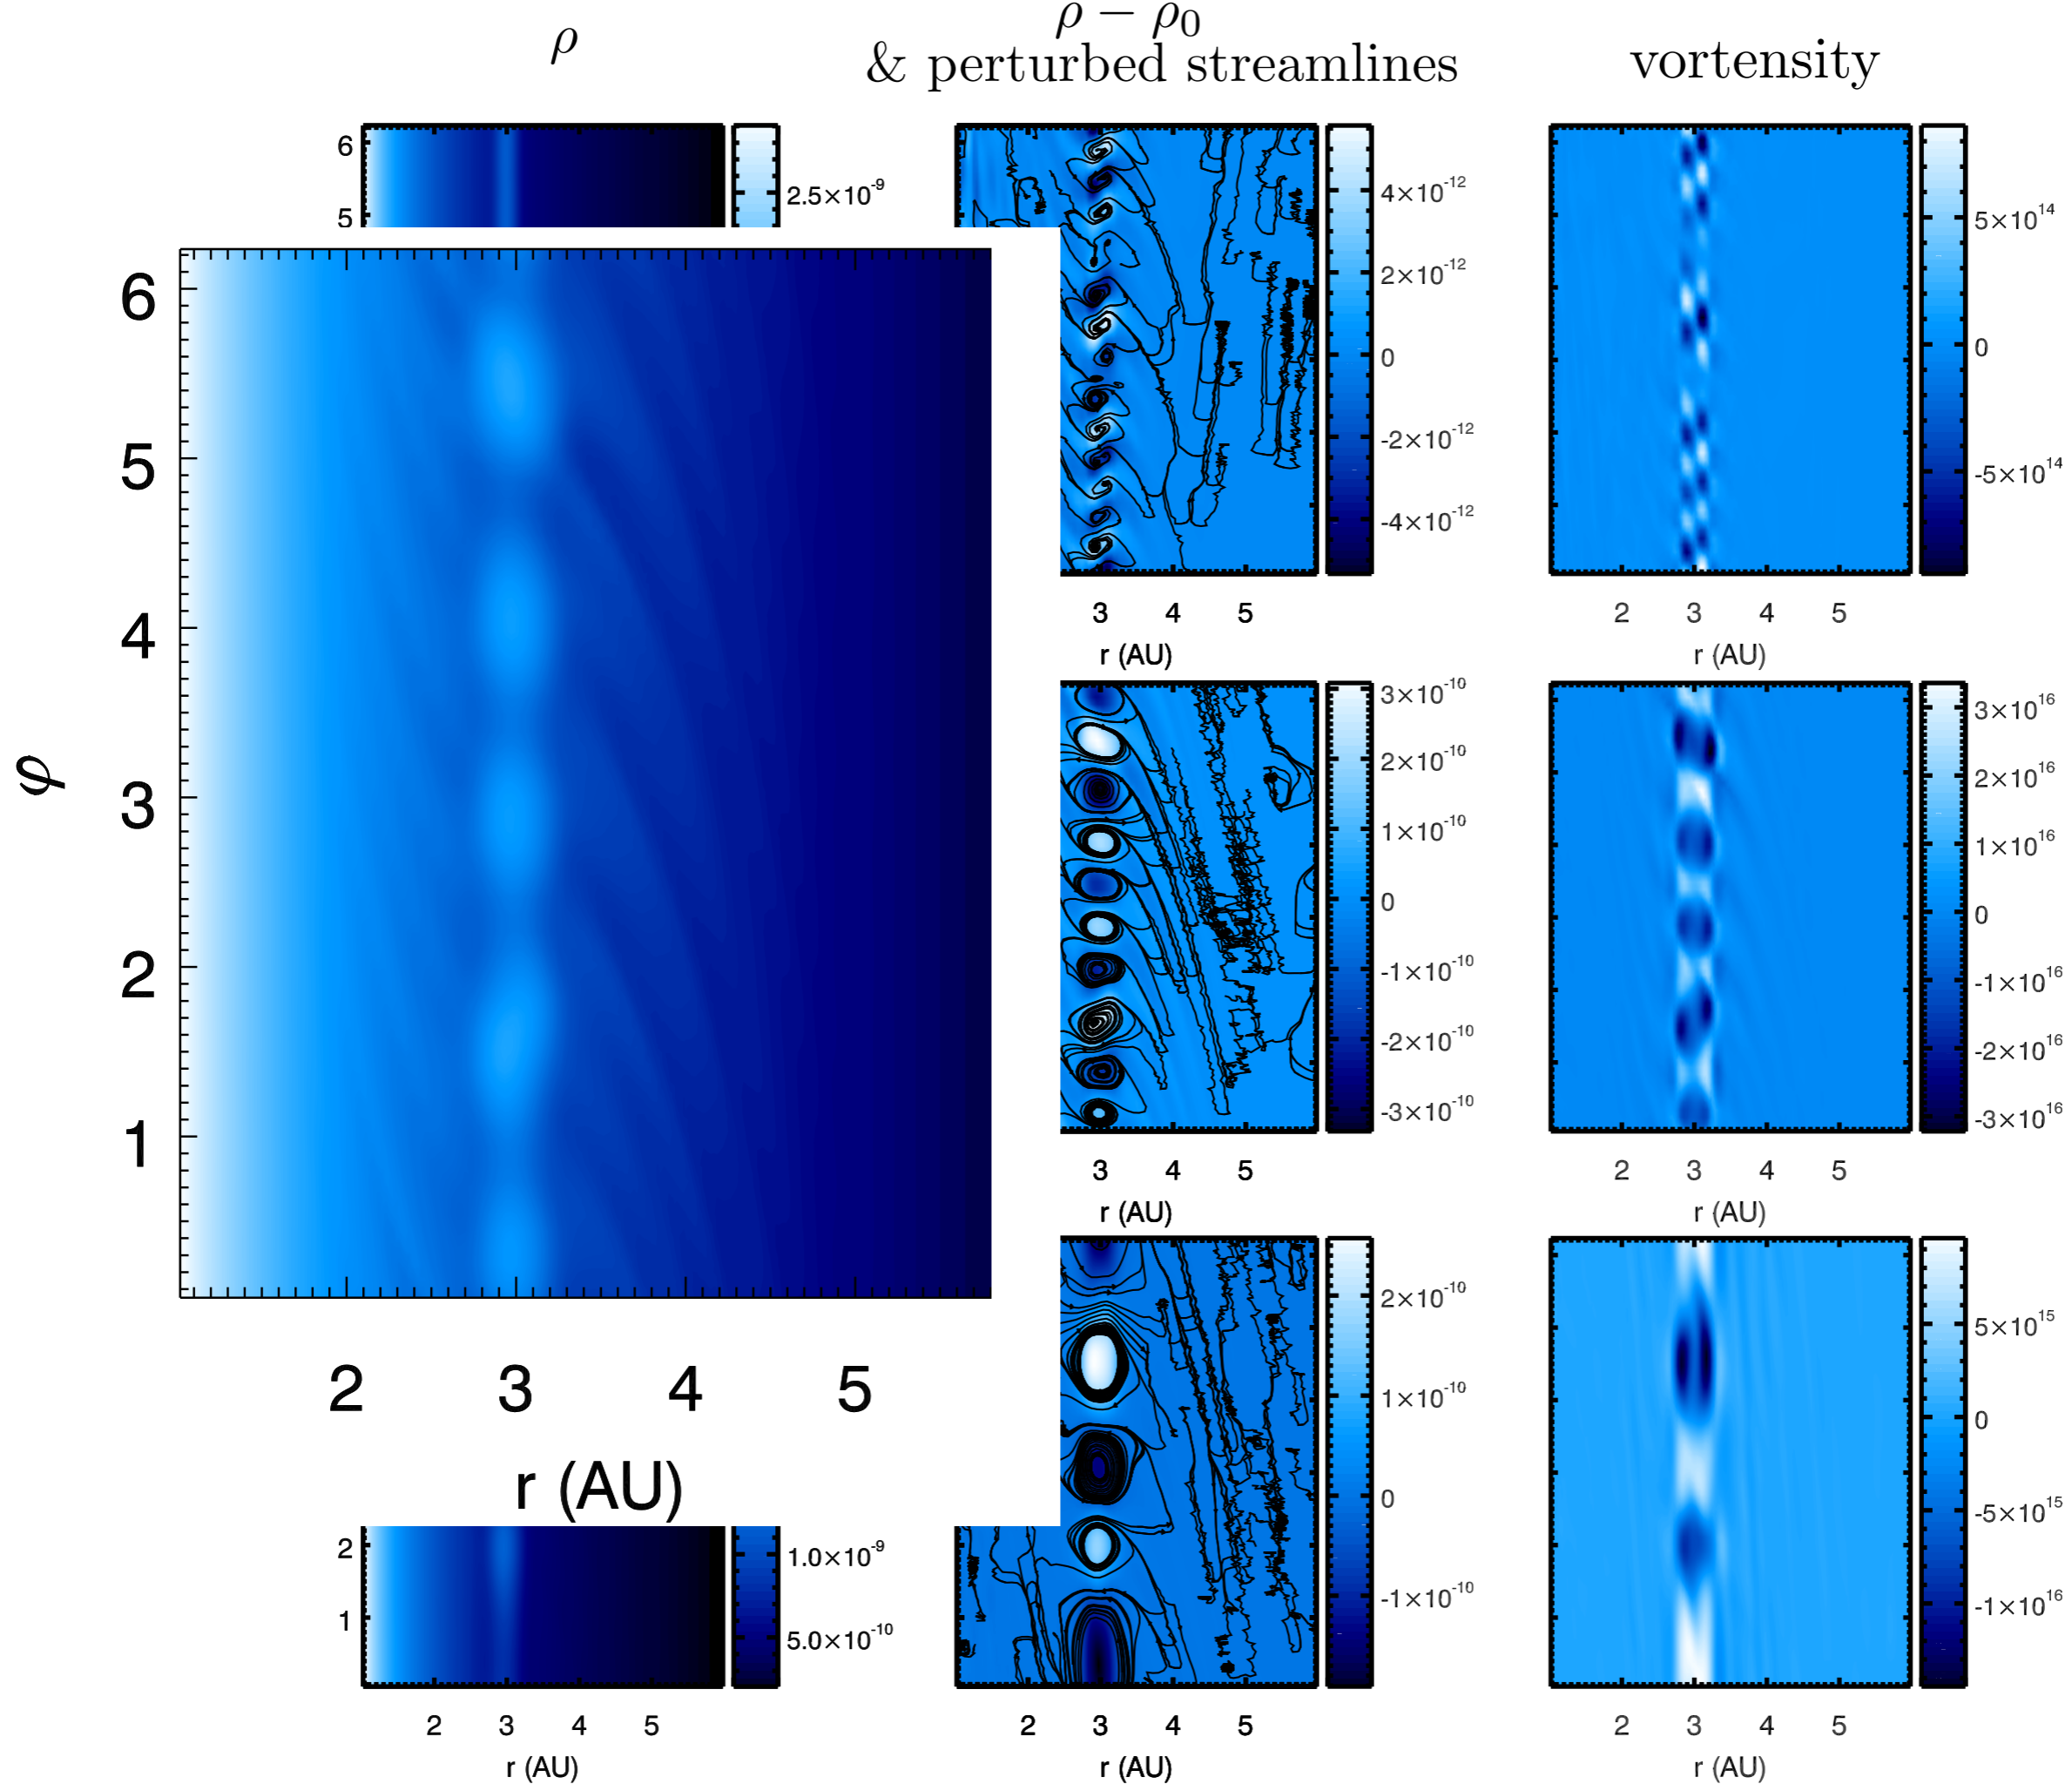 ρ
ρ − ρ₀
& perturbed streamlines
vortensity
6
5
2.5×10⁻⁹
4×10⁻¹²
2×10⁻¹²
0
-2×10⁻¹²
-4×10⁻¹²
3 4 5
r (AU)
5×10¹⁴
0
-5×10¹⁴
2 3 4 5
r (AU)
6
5
4
3
2
1
φ
2 3 4 5
r (AU)
3×10⁻¹⁰
2×10⁻¹⁰
1×10⁻¹⁰
0
-1×10⁻¹⁰
-2×10⁻¹⁰
-3×10⁻¹⁰
3 4 5
r (AU)
3×10¹⁶
2×10¹⁶
1×10¹⁶
0
-1×10¹⁶
-2×10¹⁶
-3×10¹⁶
2 3 4 5
r (AU)
2
1
1.0×10⁻⁹
5.0×10⁻¹⁰
2 3 4 5
r (AU)
2×10⁻¹⁰
1×10⁻¹⁰
0
-1×10⁻¹⁰
2 3 4 5
r (AU)
5×10¹⁵
0
-5×10¹⁵
-1×10¹⁶
2 3 4 5
r (AU)